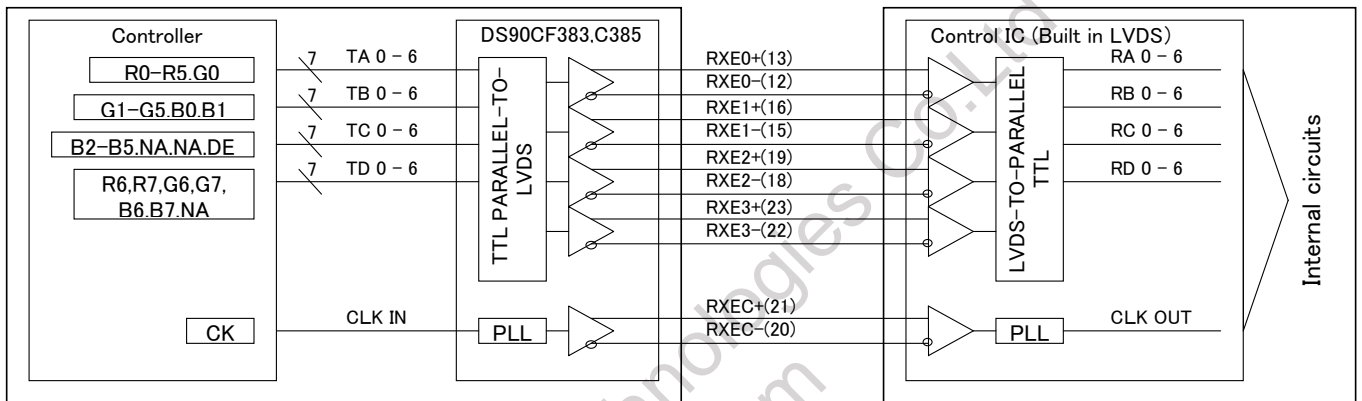 Controller
R0-R5.G0
G1-G5.B0.B1
B2-B5.NA.NA.DE
R6,R7,G6,G7,
B6.B7.NA
CK
7
TA 0 - 6
7
TB 0 - 6
7
TC 0 - 6
7
TD 0 - 6
CLK IN
DS90CF383,C385
TTL PARALLEL-TO-
LVDS
PLL
RXE0+(13)
RXE0-(12)
RXE1+(16)
RXE1-(15)
RXE2+(19)
RXE2-(18)
RXE3+(23)
RXE3-(22)
RXEC+(21)
RXEC-(20)
Control IC (Built in LVDS)
LVDS-TO-PARALLEL
TTL
PLL
RA 0 - 6
RB 0 - 6
RC 0 - 6
RD 0 - 6
CLK OUT
Internal circuits
Co.Ltd